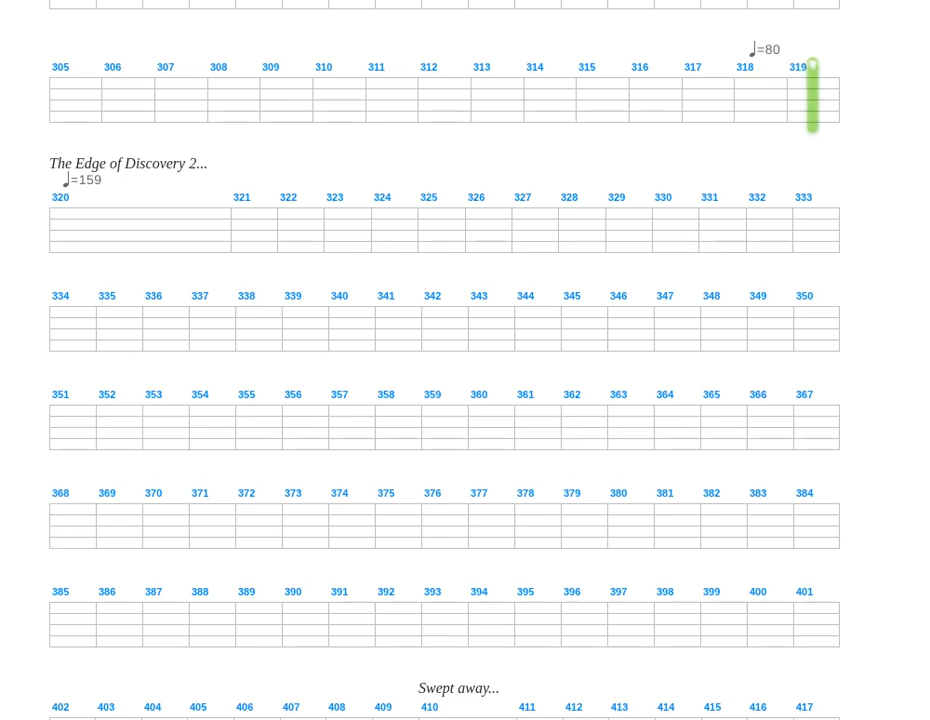 ♩=80
305 306 307 308 309 310 311 312 313 314 315 316 317 318 319
The Edge of Discovery 2...
♩=159
320 321 322 323 324 325 326 327 328 329 330 331 332 333
334 335 336 337 338 339 340 341 342 343 344 345 346 347 348 349 350
351 352 353 354 355 356 357 358 359 360 361 362 363 364 365 366 367
368 369 370 371 372 373 374 375 376 377 378 379 380 381 382 383 384
385 386 387 388 389 390 391 392 393 394 395 396 397 398 399 400 401
Swept away...
402 403 404 405 406 407 408 409 410 411 412 413 414 415 416 417